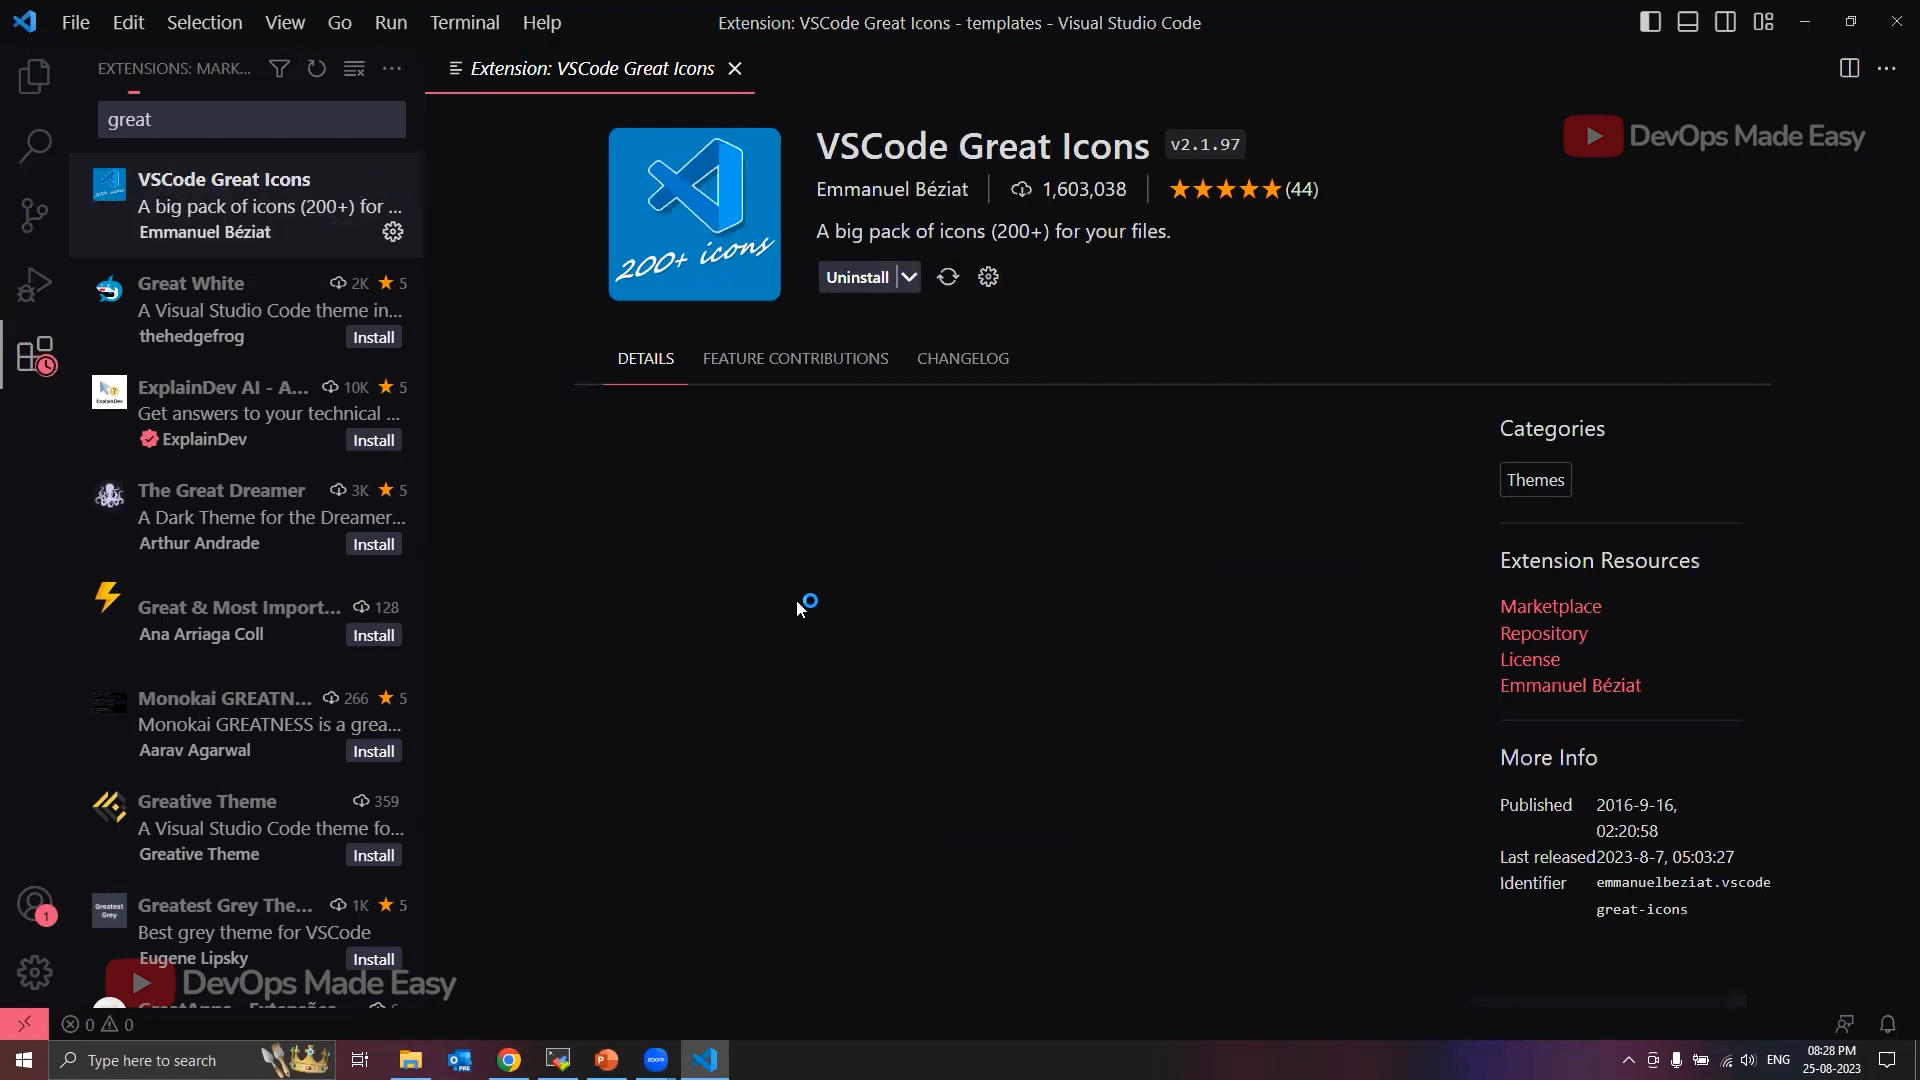 File Edit Selection View Go Run Terminal Help
Extension: VSCode Great Icons - templates - Visual Studio Code
EXTENSIONS: MARK...
great
VSCode Great Icons
A big pack of icons (200+) for ...
Emmanuel Béziat
Great White 2K 5
A Visual Studio Code theme in...
thehedgefrog Install
ExplainDev AI - A... 10K 5
Get answers to your technical ...
ExplainDev Install
The Great Dreamer 3K 5
A Dark Theme for the Dreamer...
Arthur Andrade Install
Great & Most Import... 128
Ana Arriaga Coll Install
Monokai GREATN... 266 5
Monokai GREATNESS is a grea...
Aarav Agarwal Install
Greative Theme 359
A Visual Studio Code theme fo...
Greative Theme Install
Greatest Grey
Greatest Grey The... 1K 5
Best grey theme for VSCode
Eugene Lipsky Install
DevOps Made Easy
Extension: VSCode Great Icons
200+ icons
VSCode Great Icons v2.1.97
Emmanuel Béziat 1,603,038 (44)
A big pack of icons (200+) for your files.
Uninstall
DevOps Made Easy
DETAILS FEATURE CONTRIBUTIONS CHANGELOG
Categories
Themes
Extension Resources
Marketplace
Repository
License
Emmanuel Béziat
More Info
Published 2016-9-16,
02:20:58
Last released 2023-8-7, 05:03:27
Identifier emmanuelbeziat.vscode
great-icons
1
0 0
Type here to search
PRE
zoom
ENG
08:28 PM
25-08-2023